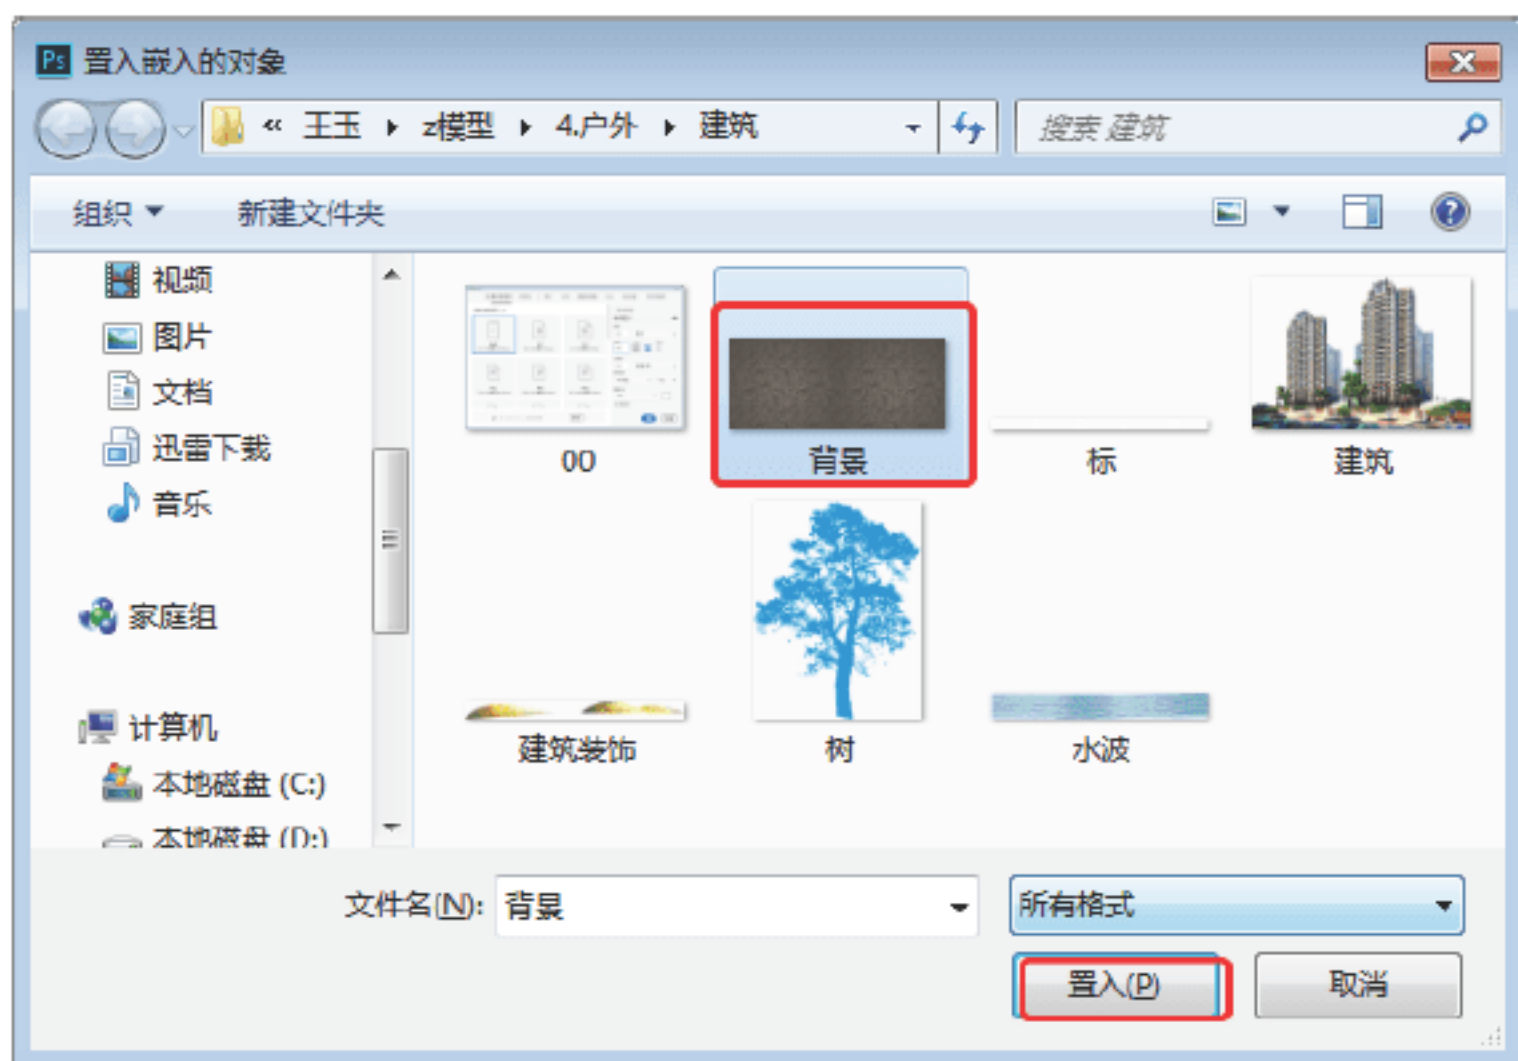 Ps 置入嵌入的对象
« 王玉 ▸ z模型 ▸ 4.户外 ▸ 建筑
搜索 建筑
组织 新建文件夹
视频
图片
文档
迅雷下载
音乐
家庭组
计算机
本地磁盘 (C:)
本地磁盘 (D:)
00 背景 标 建筑
建筑装饰 树 水波
文件名(N): 背景 所有格式
置入(P) 取消